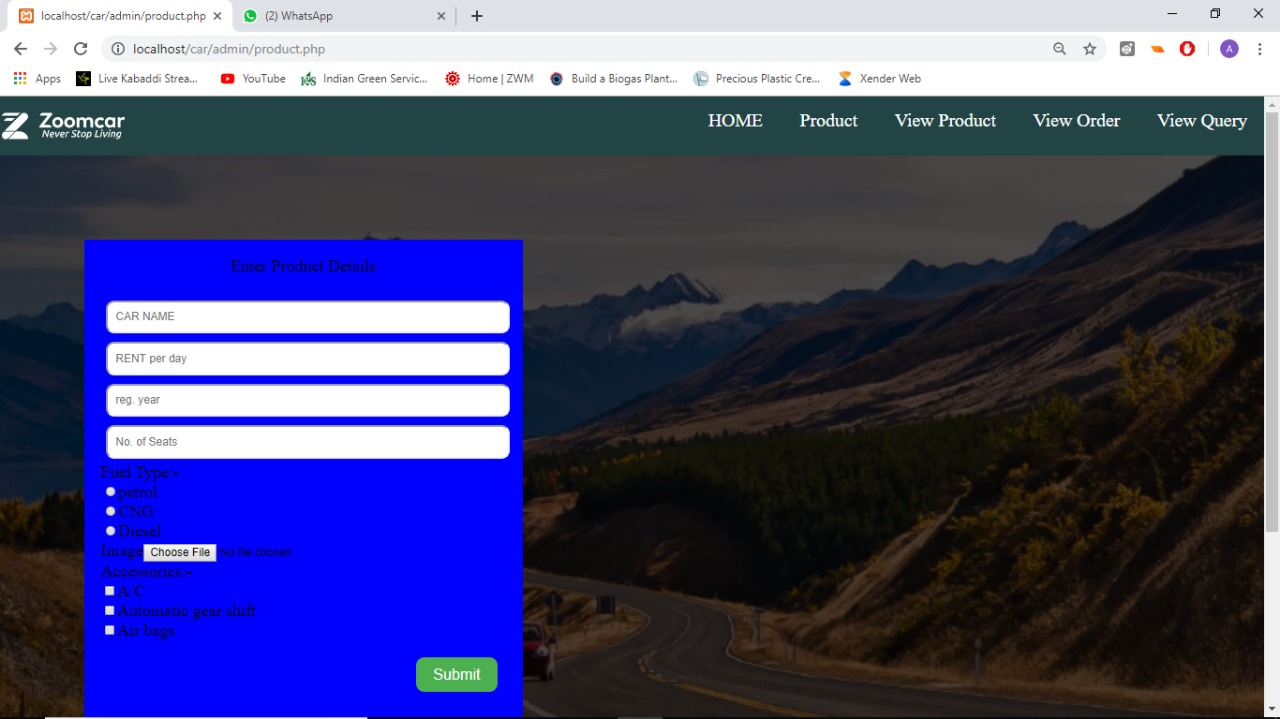 localhost/car/admin/product.php
(2) WhatsApp
localhost/car/admin/product.php
A
Apps
Live Kabaddi Strea...
YouTube
Indian Green Servic...
Home | ZWM
Build a Biogas Plant...
Precious Plastic Cre...
Xender Web
Zoomcar
Never Stop Living
HOME
Product
View Product
View Order
View Query
Enter Product Details
CAR NAME
RENT per day
reg. year
No. of Seats
Fuel Type:-
petrol
CNG
Diesel
Image Choose File No file chosen
Accessories:-
A/C
Automatic gear shift
Air bags
Submit